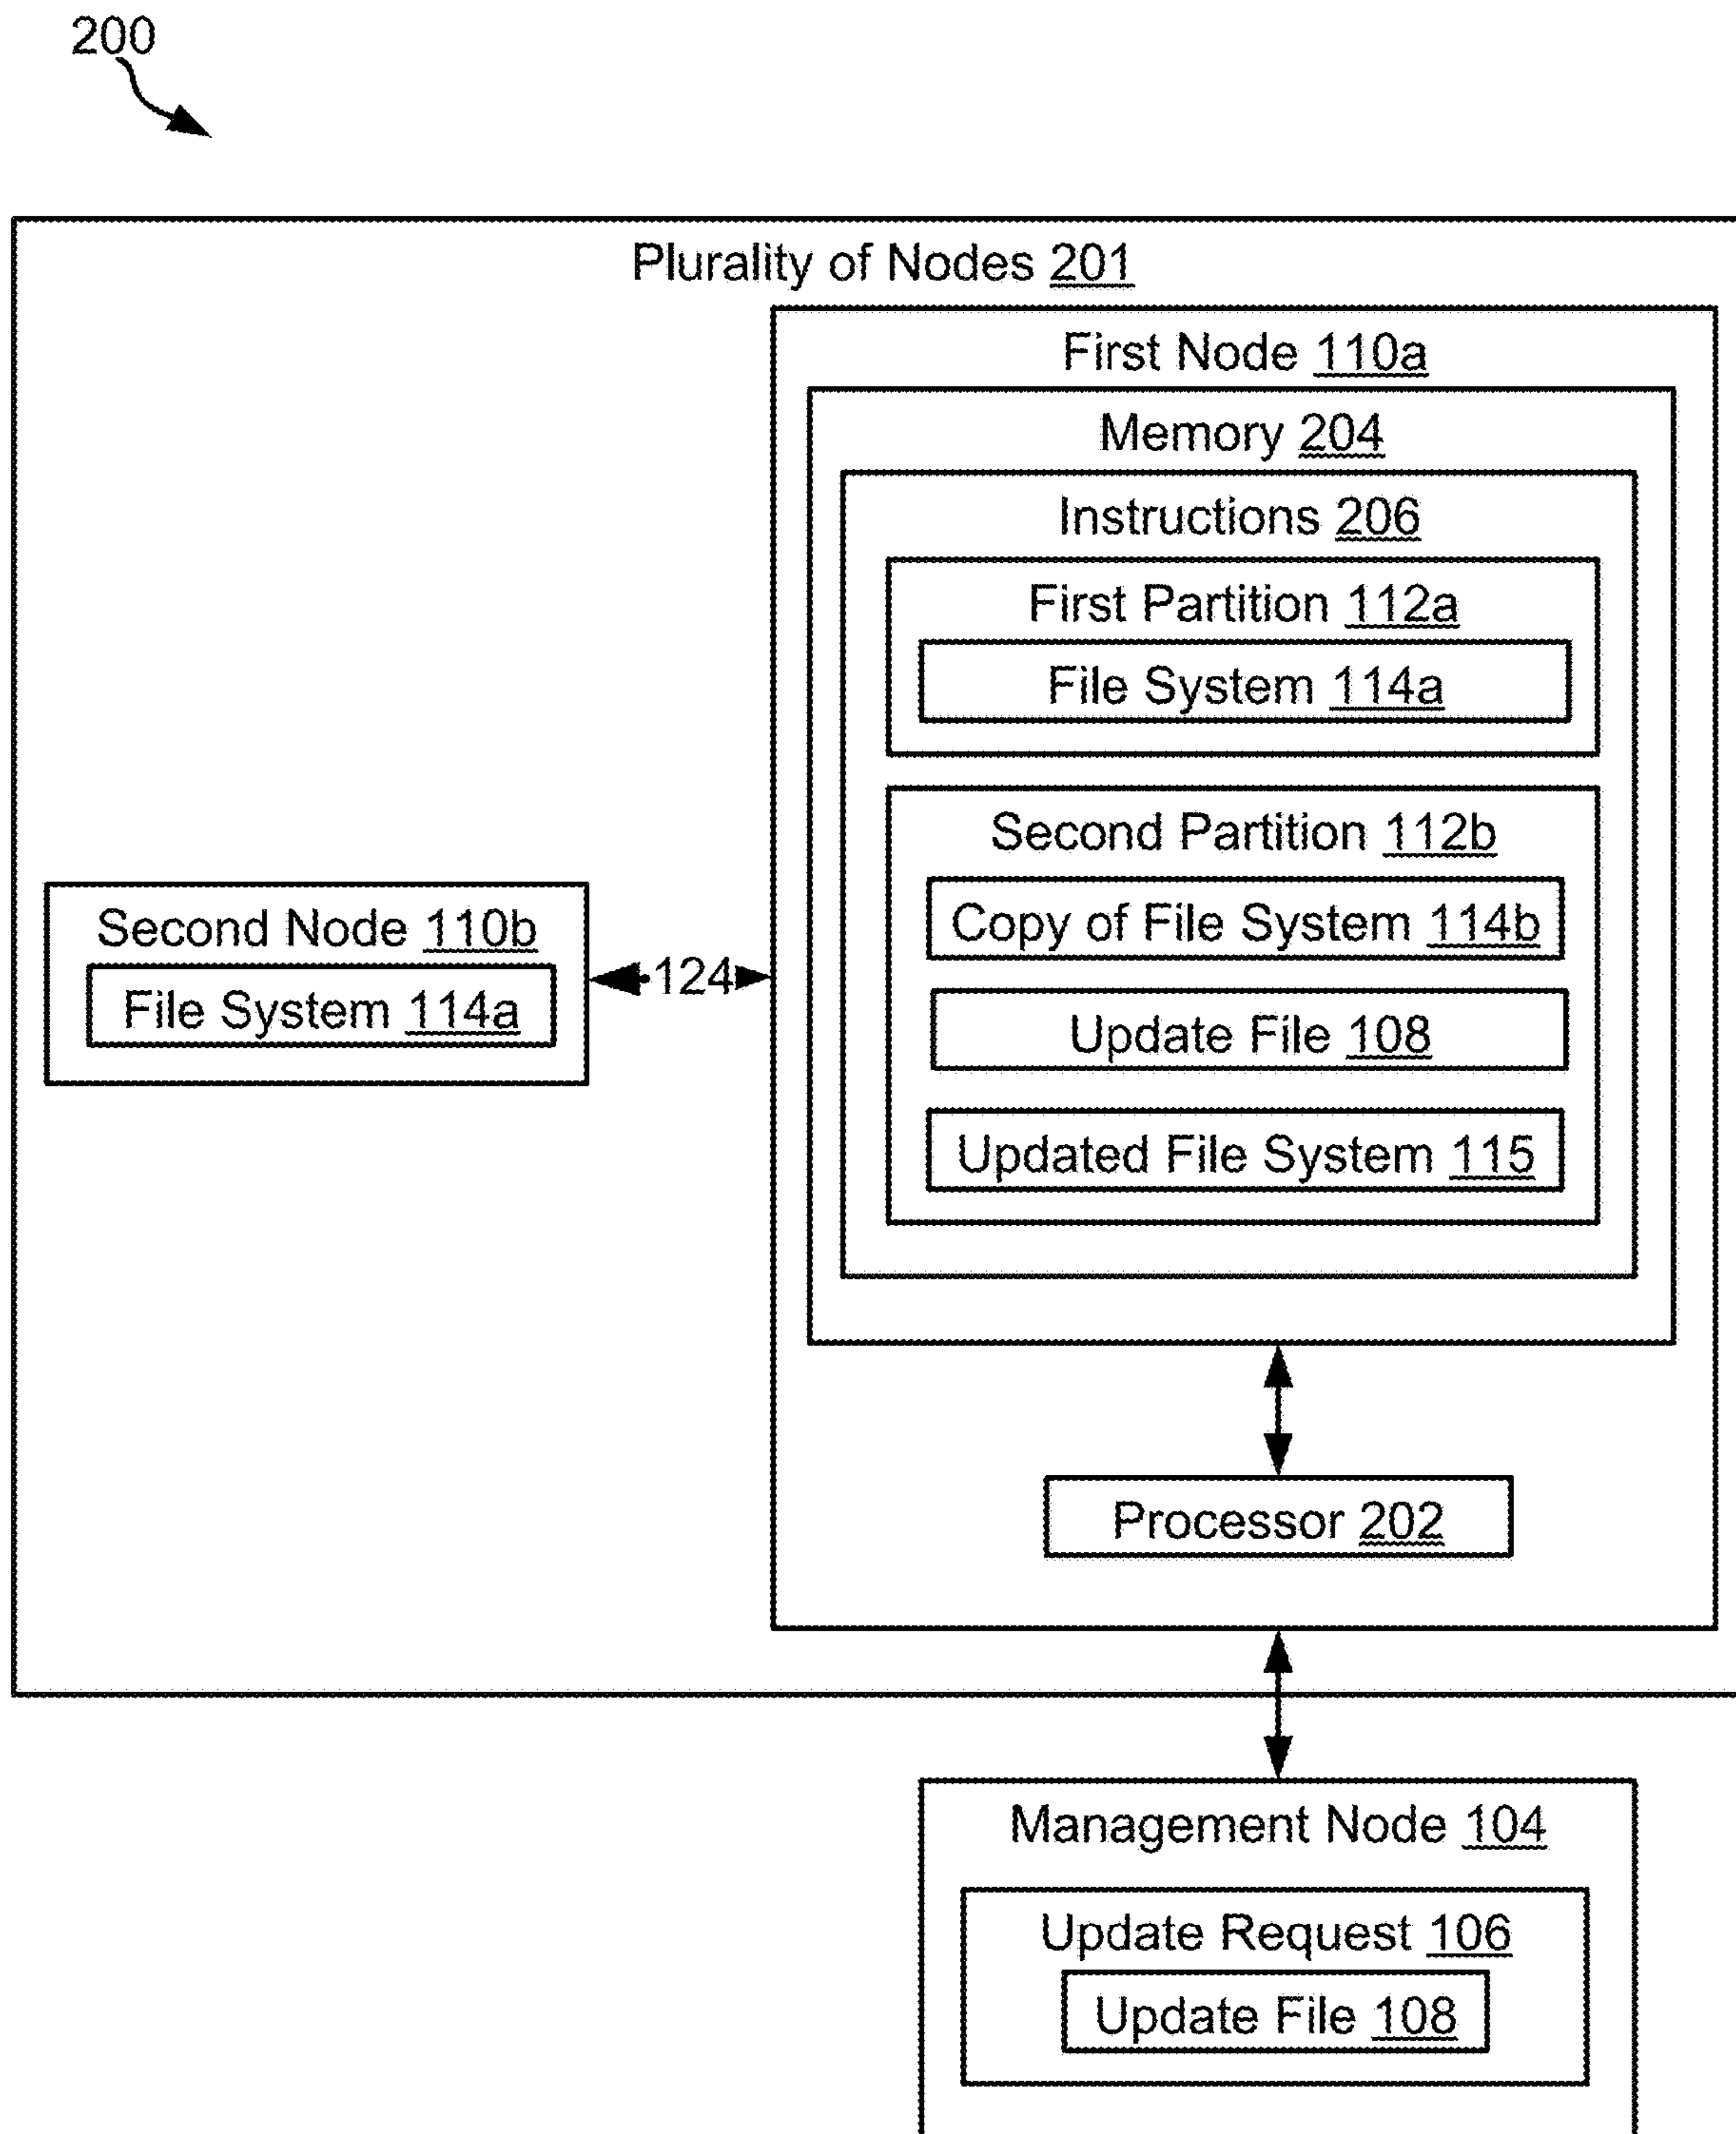 200
Plurality of Nodes 201
First Node 110a
Memory 204
Instructions 206
First Partition 112a
File System 114a
Second Partition 112b
Copy of File System 114b
Update File 108
Updated File System 115
Second Node 110b
File System 114a
124
Processor 202
Management Node 104
Update Request 106
Update File 108